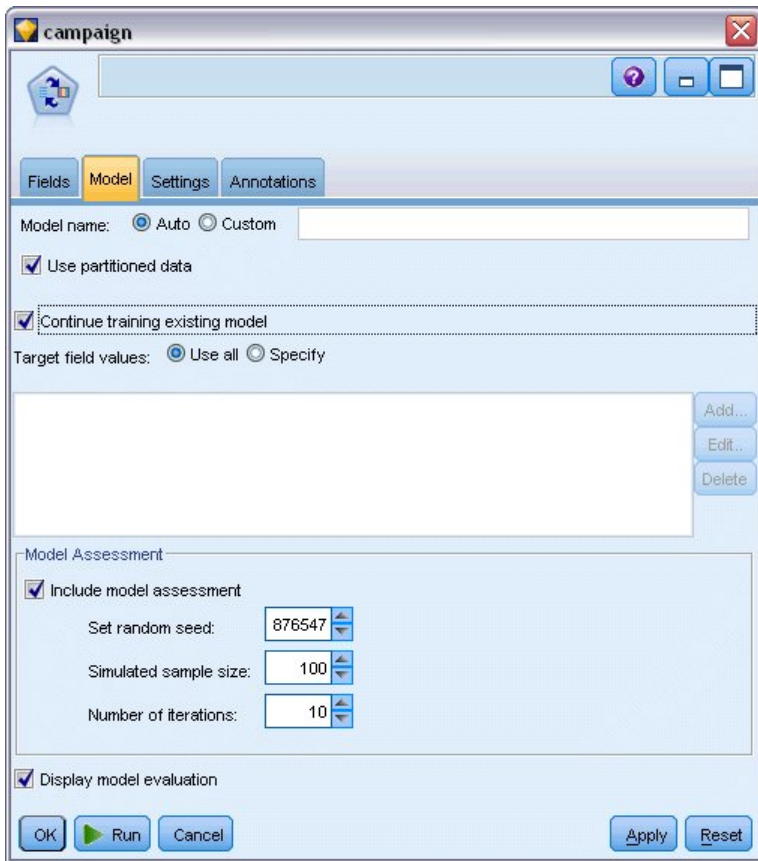 campaign
Fields Model Settings Annotations
Model name: Auto Custom
Use partitioned data
Continue training existing model
Target field values: Use all Specify
Add...
Edit...
Delete
Model Assessment
Include model assessment
Set random seed: 876547
Simulated sample size: 100
Number of iterations: 10
Display model evaluation
OK Run Cancel Apply Reset